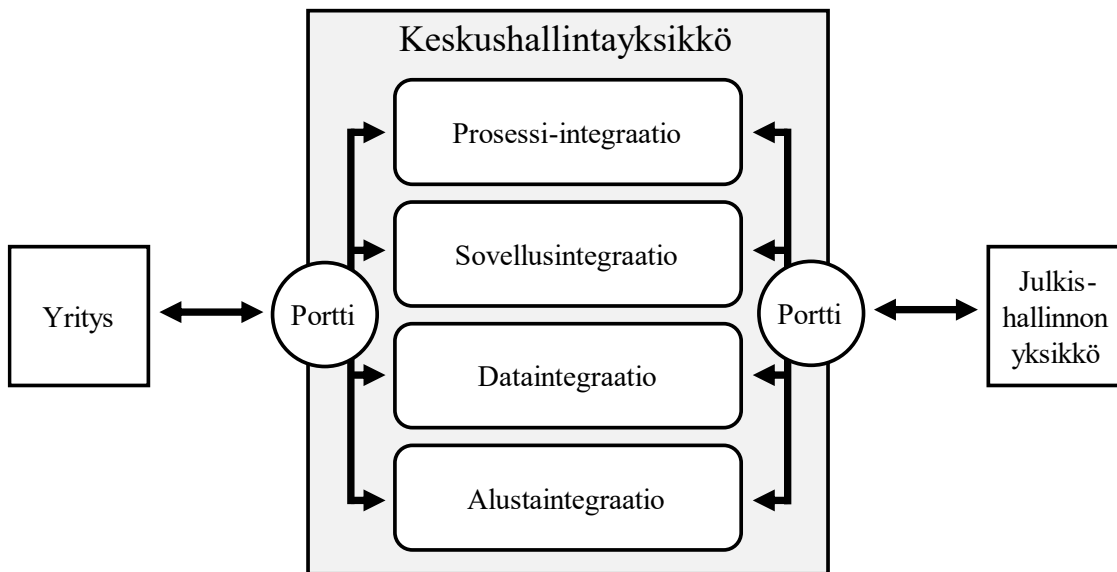 Keskushallintayksikkö
Prosessi-integraatio
Sovellusintegraatio
Yritys
Portti
Portti
Julkis-
hallinnon
yksikkö
Dataintegraatio
Alustaintegraatio